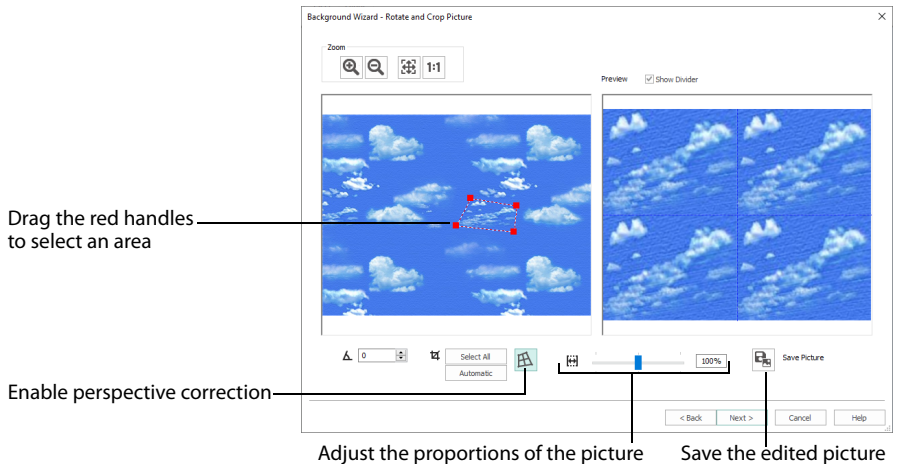 Background Wizard - Rotate and Crop Picture
Zoom
1:1
Preview
Show Divider
Drag the red handles
to select an area
0
Select All
Automatic
100%
Save Picture
Enable perspective correction
< Back
Next >
Cancel
Help
Adjust the proportions of the picture
Save the edited picture